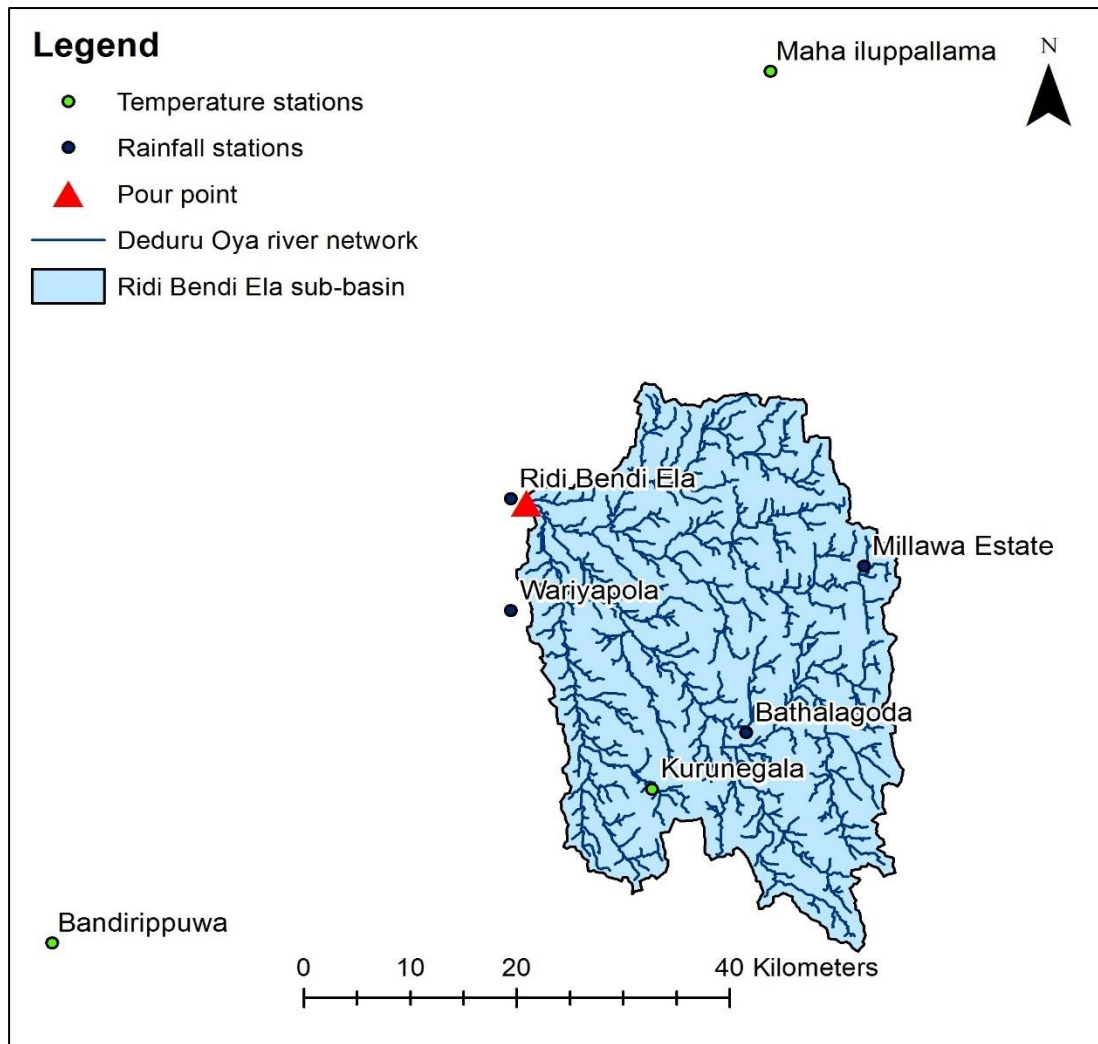 Legend
Temperature stations
Rainfall stations
Pour point
Deduru Oya river network
Ridi Bendi Ela sub-basin
Maha iluppallama
N
Ridi Bendi Ela
Millawa Estate
Wariyapola
Bathalagoda
Kurunegala
Bandirippuwa
0 10 20 40 Kilometers